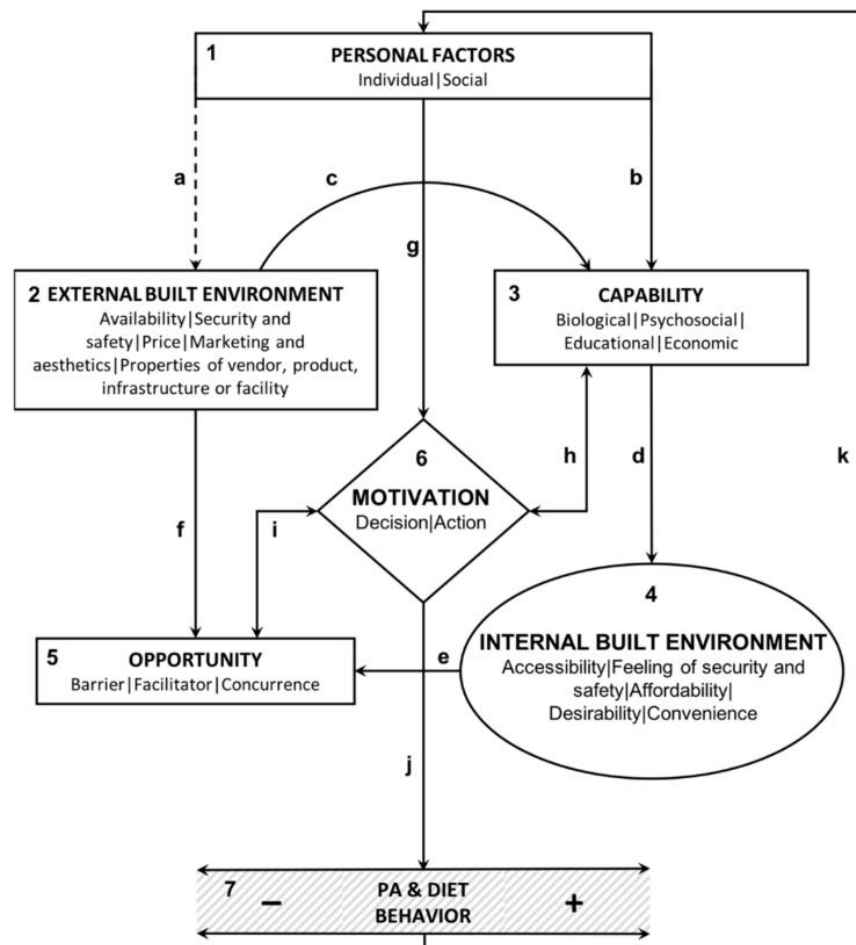 1 PERSONAL FACTORS
Individual|Social
a
c
b
g
2 EXTERNAL BUILT ENVIRONMENT
Availability|Security and
safety|Price|Marketing and
aesthetics|Properties of vendor, product,
infrastructure or facility
3 CAPABILITY
Biological|Psychosocial|
Educational|Economic
6
MOTIVATION
Decision|Action
h
d
k
f
i
4
INTERNAL BUILT ENVIRONMENT
Accessibility|Feeling of security and
safety|Affordability|
Desirability|Convenience
5 OPPORTUNITY
Barrier|Facilitator|Concurrence
e
j
7 PA & DIET
BEHAVIOR
− +